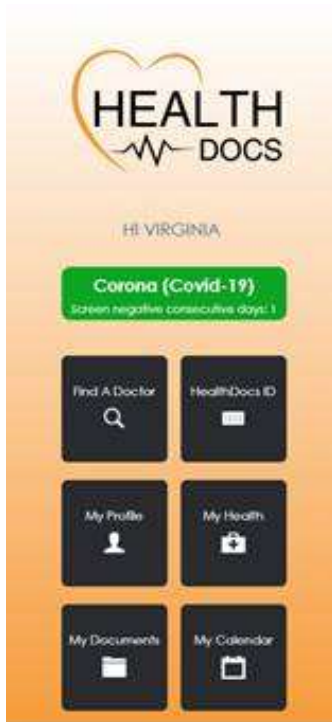 HEALTH
DOCS
HI VIRGINIA
Corona (Covid-19)
Screen negative consecutive days: 1
Find A Doctor
HealthDocs ID
My Profile
My Health
My Documents
My Calendar